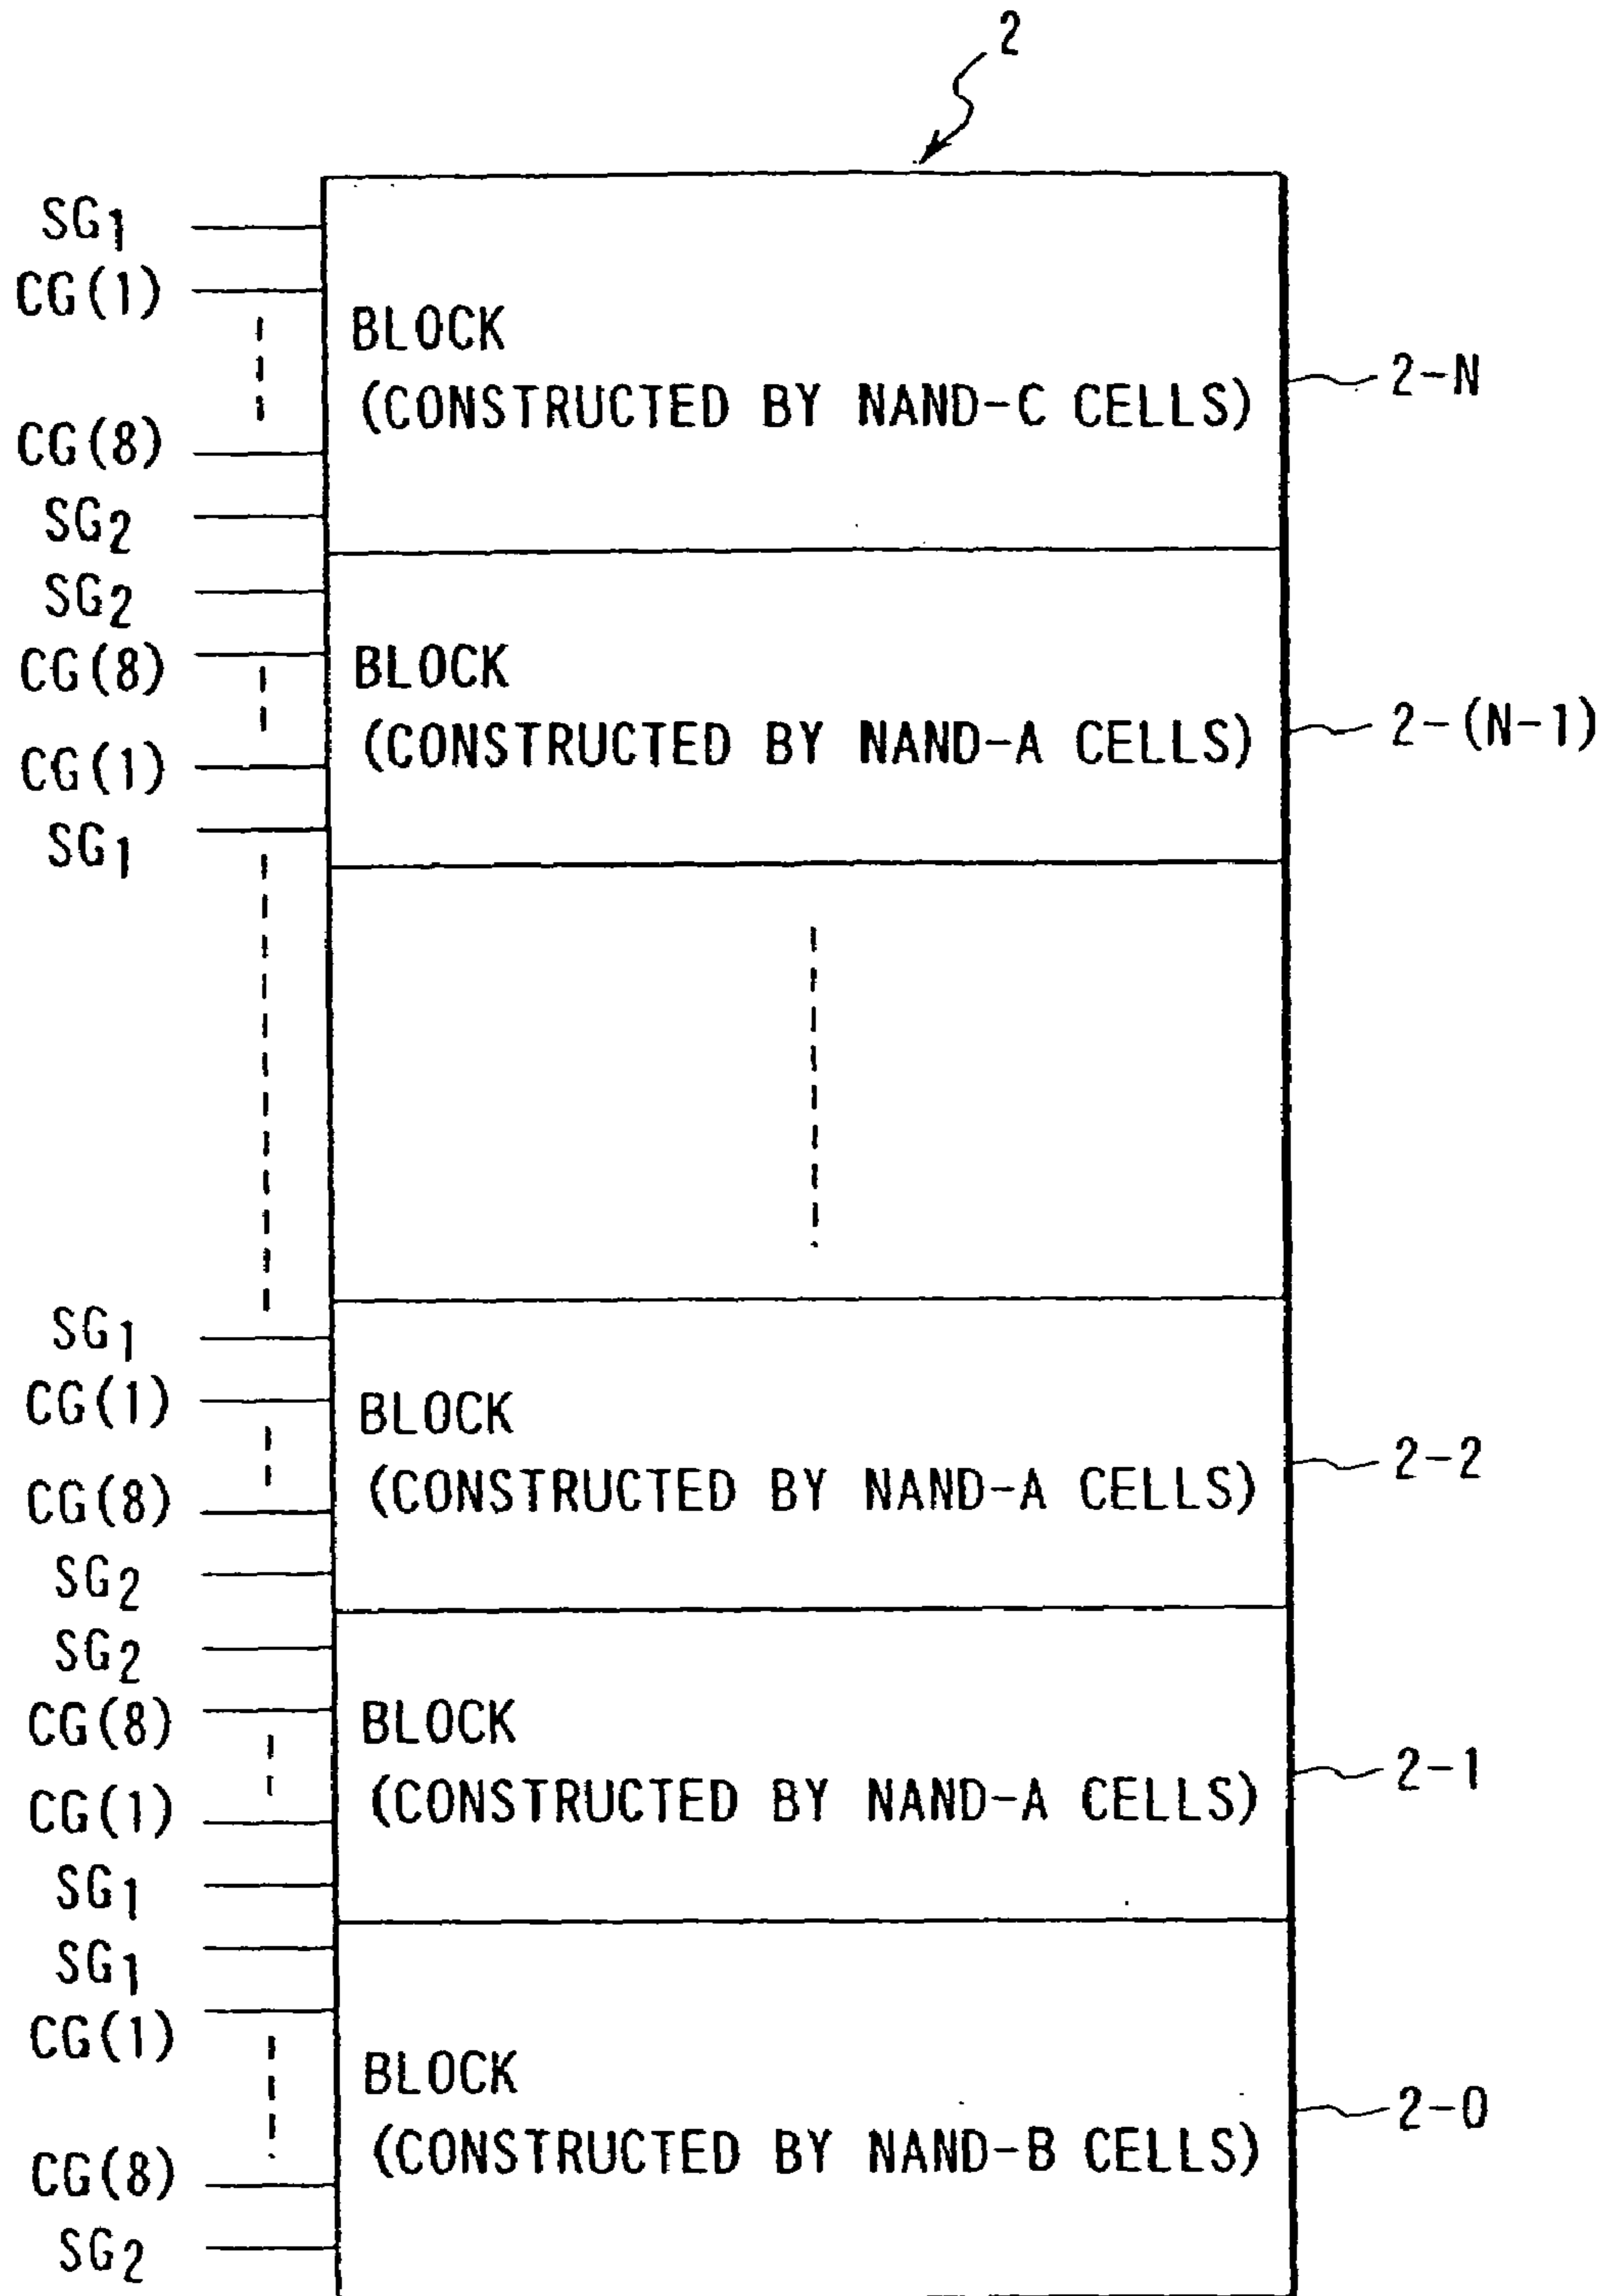 2
SG1
CG(1)
BLOCK
(CONSTRUCTED BY NAND-C CELLS)
2-N
CG(8)
SG2
SG2
CG(8)
BLOCK
(CONSTRUCTED BY NAND-A CELLS)
2-(N-1)
CG(1)
SG1
SG1
CG(1)
BLOCK
(CONSTRUCTED BY NAND-A CELLS)
2-2
CG(8)
SG2
SG2
CG(8)
BLOCK
(CONSTRUCTED BY NAND-A CELLS)
2-1
CG(1)
SG1
SG1
CG(1)
BLOCK
(CONSTRUCTED BY NAND-B CELLS)
2-0
CG(8)
SG2